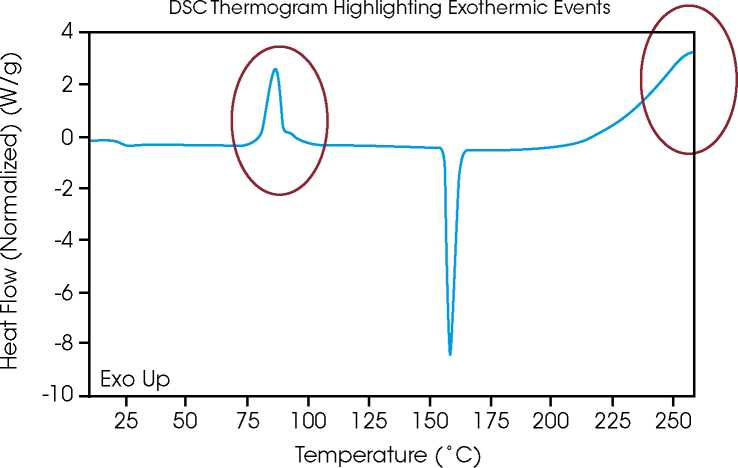 DSC Thermogram Highlighting Exothermic Events
Heat Flow (Normalized) (W/g)
4
2
0
-2
-4
-6
-8
-10
Exo Up
25 50 75 100 125 150 175 200 225 250
Temperature (˚C)